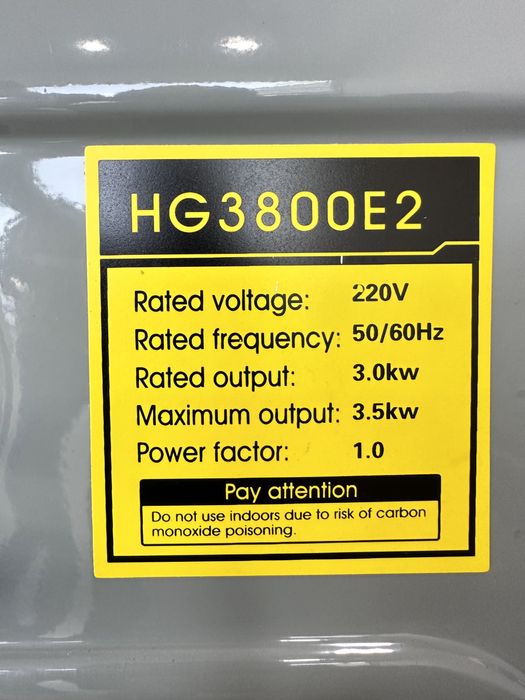 HG3800E2
Rated voltage: 220V
Rated frequency: 50/60Hz
Rated output: 3.0kw
Maximum output: 3.5kw
Power factor: 1.0
Pay attention
Do not use indoors due to risk of carbon
monoxide poisoning.